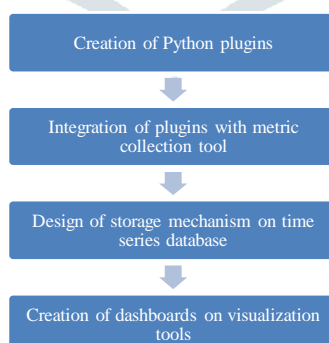 Creation of Python plugins
Integration of plugins with metric
collection tool
Design of storage mechanism on time
series database
Creation of dashboards on visualization
tools